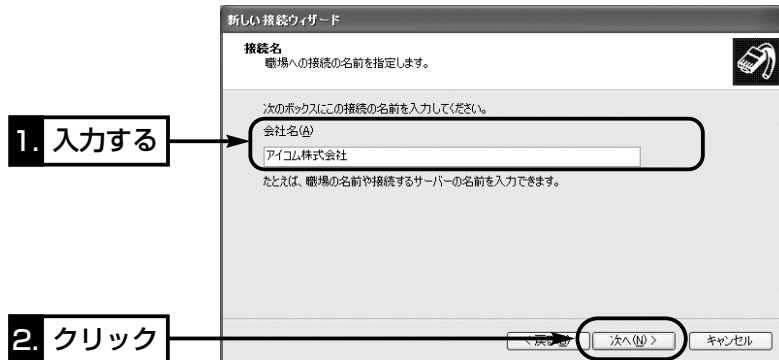 新しい接続ウィザード
接続名
職場への接続の名前を指定します。
次のボックスにこの接続の名前を入力してください。
会社名(A)
1. 入力する
アイコム株式会社
たとえば、職場の名前や接続するサーバーの名前を入力できます。
2. クリック
< 戻る(B) 次へ(N) > キャンセル